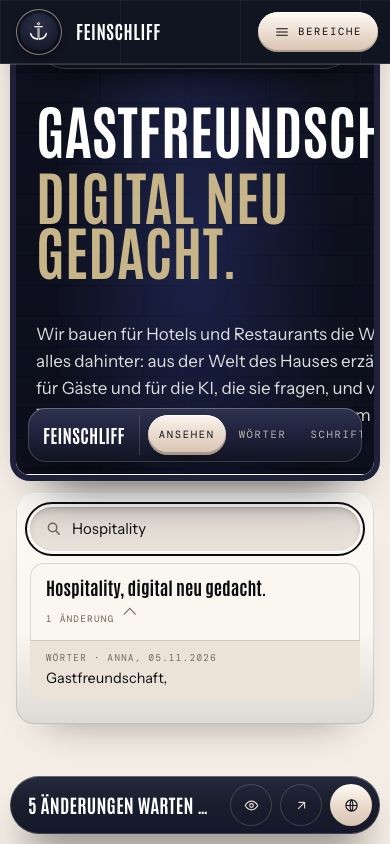 FEINSCHLIFF
BEREICHE
GASTFREUNDSCH
DIGITAL NEU
GEDACHT.
Wir bauen für Hotels und Restaurants die W
alles dahinter: aus der Welt des Hauses erzä
für Gäste und für die KI, die sie fragen, und v
FEINSCHLIFF
ANSEHEN
WÖRTER
SCHRIFT
Hospitality
Hospitality, digital neu gedacht.
1 ÄNDERUNG
WÖRTER · ANNA, 05.11.2026
Gastfreundschaft,
5 ÄNDERUNGEN WARTEN …